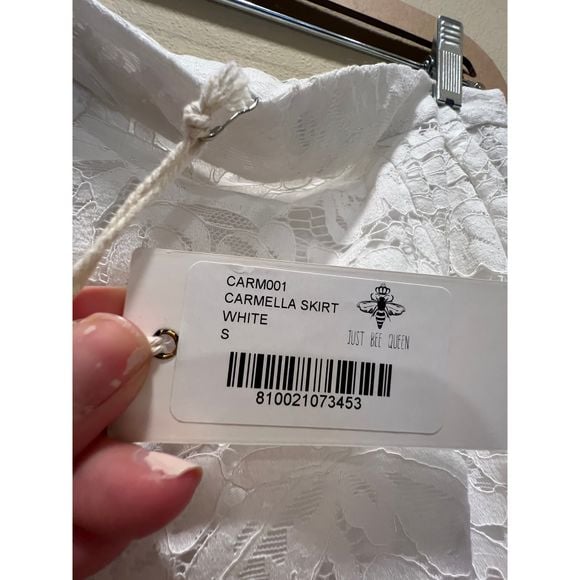 CARM001
CARMELLA SKIRT
WHITE
S
JUST BEE QUEEN
810021073453